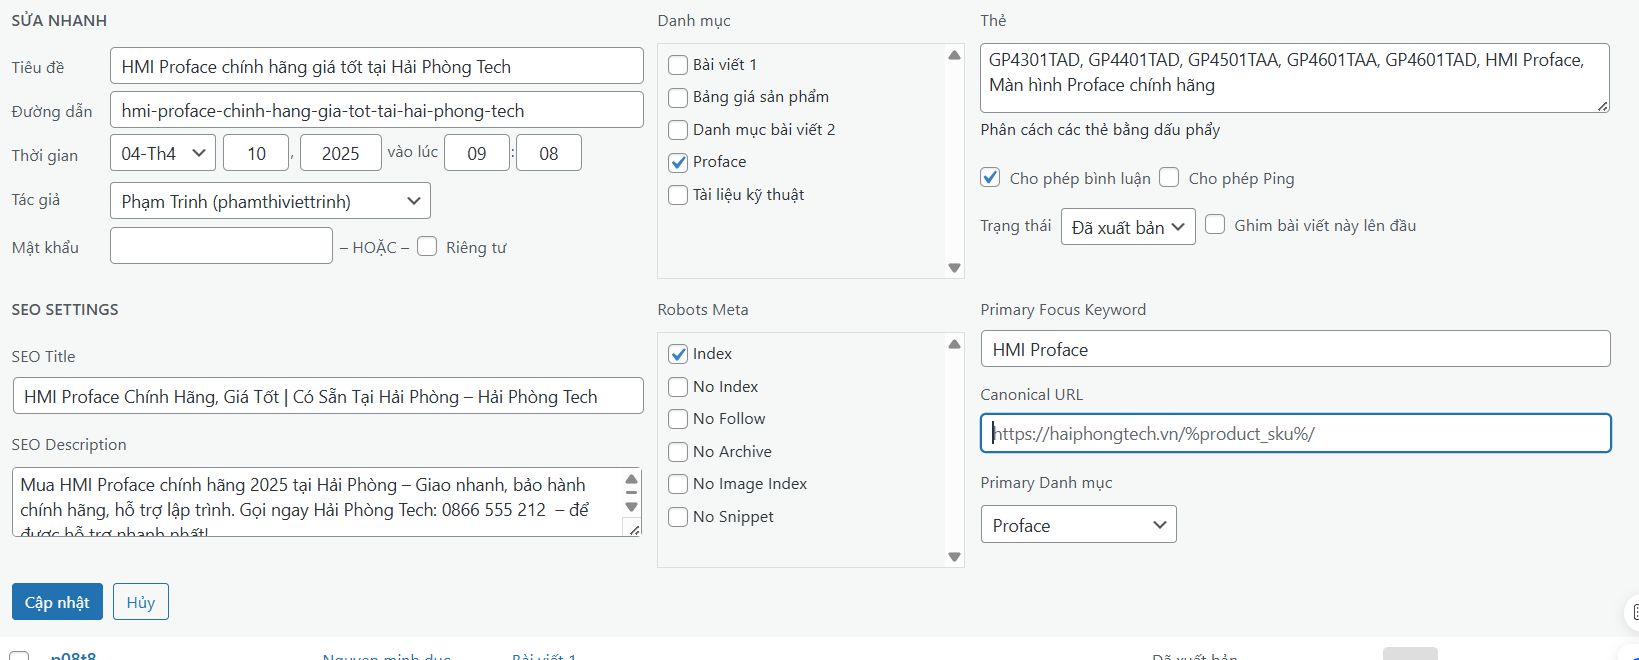 SỬA NHANH
Tiêu đề
HMI Proface chính hãng giá tốt tại Hải Phòng Tech
Đường dẫn
hmi-proface-chinh-hang-gia-tot-tai-hai-phong-tech
Thời gian
04-Th4
10
,
2025
vào lúc
09
:
08
Tác giả
Phạm Trinh (phamthiviettrinh)
Mật khẩu
– HOẶC –
Riêng tư
Danh mục
Bài viết 1
Bảng giá sản phẩm
Danh mục bài viết 2
Proface
Tài liệu kỹ thuật
Thẻ
GP4301TAD, GP4401TAD, GP4501TAA, GP4601TAA, GP4601TAD, HMI Proface,
Màn hình Proface chính hãng
Phân cách các thẻ bằng dấu phẩy
Cho phép bình luận
Cho phép Ping
Trạng thái
Đã xuất bản
Ghim bài viết này lên đầu
SEO SETTINGS
SEO Title
HMI Proface Chính Hãng, Giá Tốt | Có Sẵn Tại Hải Phòng – Hải Phòng Tech
SEO Description
Mua HMI Proface chính hãng 2025 tại Hải Phòng – Giao nhanh, bảo hành
chính hãng, hỗ trợ lập trình. Gọi ngay Hải Phòng Tech: 0866 555 212 – để
được hỗ trợ nhanh nhất!
Robots Meta
Index
No Index
No Follow
No Archive
No Image Index
No Snippet
Primary Focus Keyword
HMI Proface
Canonical URL
https://haiphongtech.vn/%product_sku%/
Primary Danh mục
Proface
Cập nhật
Hủy
p08t8
Nguyen minh duc
Bài viết 1
Đã xuất bản